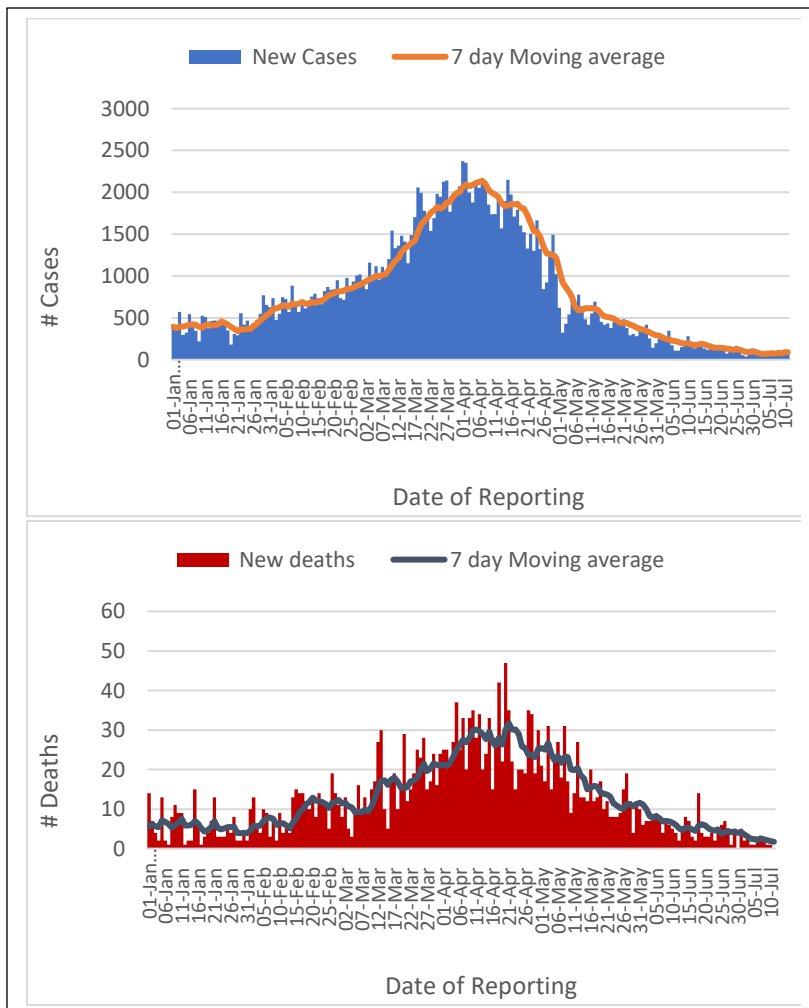 New Cases 7 day Moving average
3000
2500
2000
1500
1000
500
0
# Cases
01-Jan...
06-Jan
11-Jan
16-Jan
21-Jan
26-Jan
31-Jan
05-Feb
10-Feb
15-Feb
20-Feb
25-Feb
02-Mar
07-Mar
12-Mar
17-Mar
22-Mar
27-Mar
01-Apr
06-Apr
11-Apr
16-Apr
21-Apr
26-Apr
01-May
06-May
11-May
16-May
21-May
26-May
31-May
05-Jun
10-Jun
15-Jun
20-Jun
25-Jun
30-Jun
05-Jul
10-Jul
Date of Reporting
New deaths 7 day Moving average
60
50
40
30
20
10
0
# Deaths
01-Jan...
06-Jan
11-Jan
16-Jan
21-Jan
26-Jan
31-Jan
05-Feb
10-Feb
15-Feb
20-Feb
25-Feb
02-Mar
07-Mar
12-Mar
17-Mar
22-Mar
27-Mar
01-Apr
06-Apr
11-Apr
16-Apr
21-Apr
26-Apr
01-May
06-May
11-May
16-May
21-May
26-May
31-May
05-Jun
10-Jun
15-Jun
20-Jun
25-Jun
30-Jun
05-Jul
10-Jul
Date of Reporting